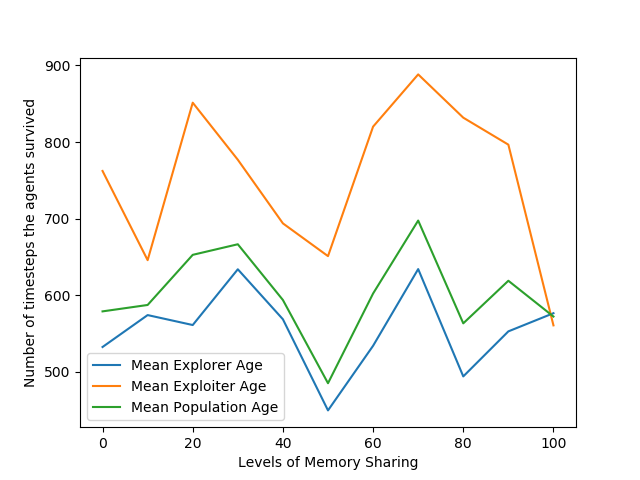 900
800
700
600
500
Number of timesteps the agents survived
Mean Explorer Age
Mean Exploiter Age
Mean Population Age
0 20 40 60 80 100
Levels of Memory Sharing